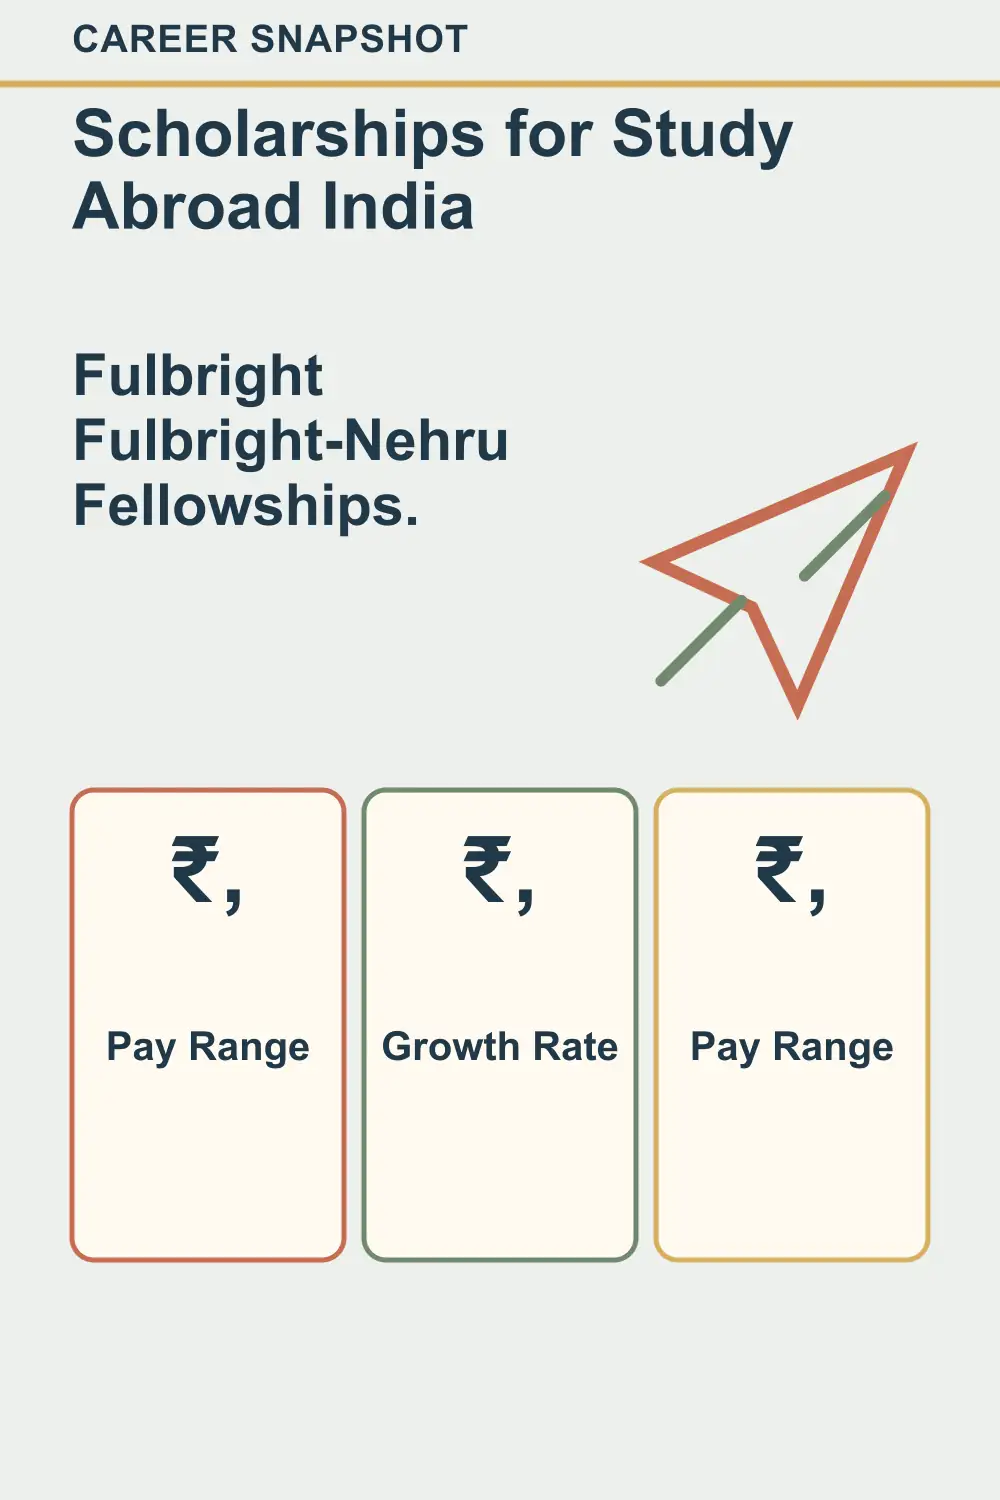 CAREER SNAPSHOT
Scholarships for Study
Abroad India
Fulbright
Fulbright-Nehru
Fellowships.
₹, ₹, ₹,
Pay Range Growth Rate Pay Range